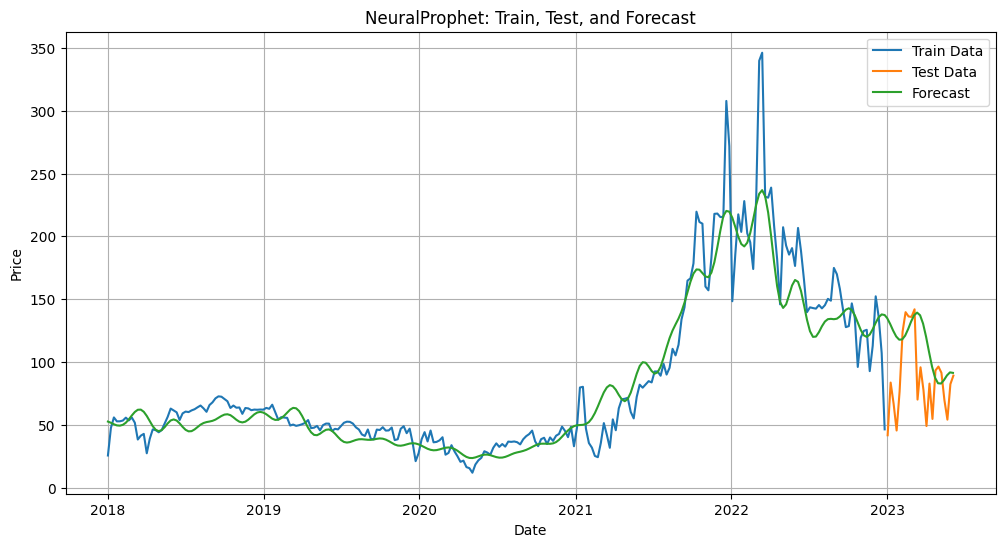 NeuralProphet: Train, Test, and Forecast
Train Data
Test Data
Forecast
Price
350
300
250
200
150
100
50
0
2018 2019 2020 2021 2022 2023
Date